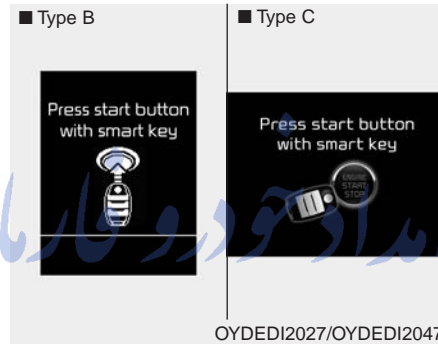 ■ Type B
■ Type C
Press start button
with smart key
Press start button
with smart key
ENGINE
START
STOP
OYDEDI2027/OYDEDI2047